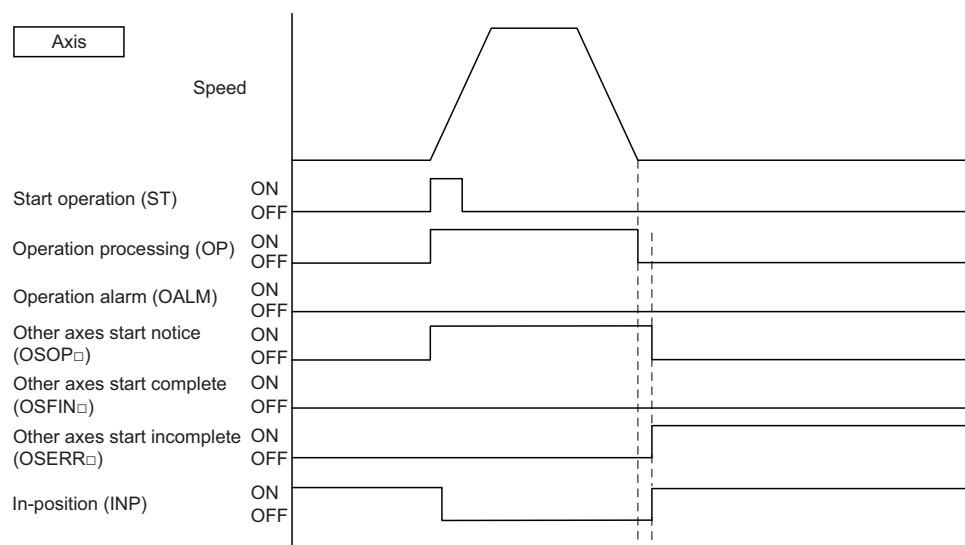 Axis
Speed
Start operation (ST)
ON
OFF
Operation processing (OP)
ON
OFF
Operation alarm (OALM)
ON
OFF
Other axes start notice
(OSOP□)
ON
OFF
Other axes start complete
(OSFIN□)
ON
OFF
Other axes start incomplete
(OSERR□)
ON
OFF
In-position (INP)
ON
OFF